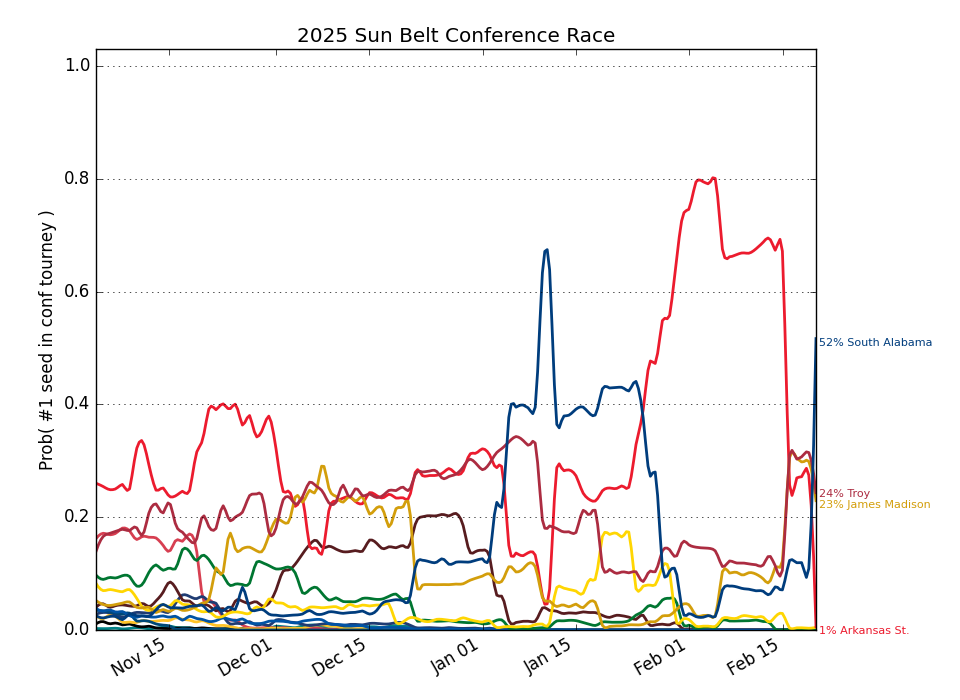 2025 Sun Belt Conference Race
Prob( #1 seed in conf tourney )
1.0
0.8
0.6
0.4
0.2
0.0
52% South Alabama
24% Troy
23% James Madison
1% Arkansas St.
Nov 15
Dec 01
Dec 15
Jan 01
Jan 15
Feb 01
Feb 15